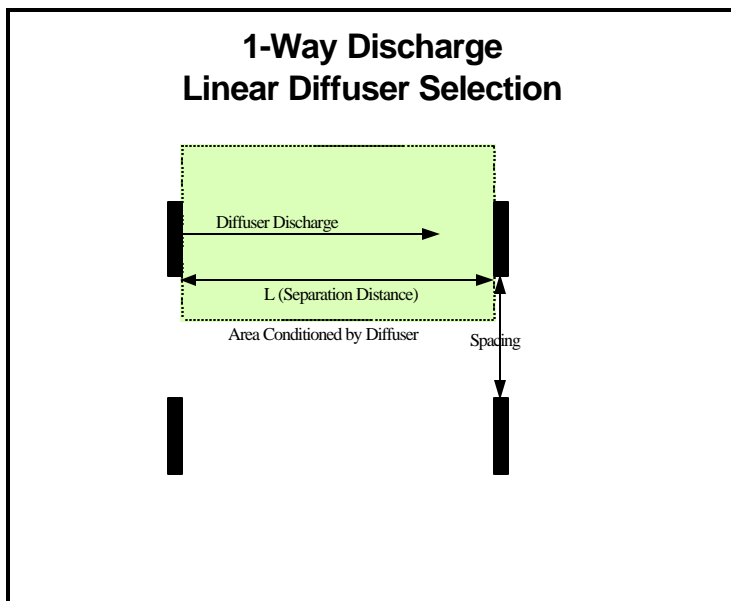 1-Way Discharge
Linear Diffuser Selection
Diffuser Discharge
L (Separation Distance)
Area Conditioned by Diffuser
Spacing